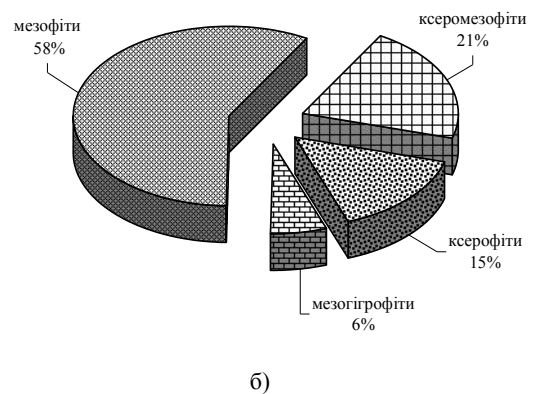 мезофіти
58%
ксеромезофіти
21%
ксерофіти
15%
мезогігрофіти
6%
б)